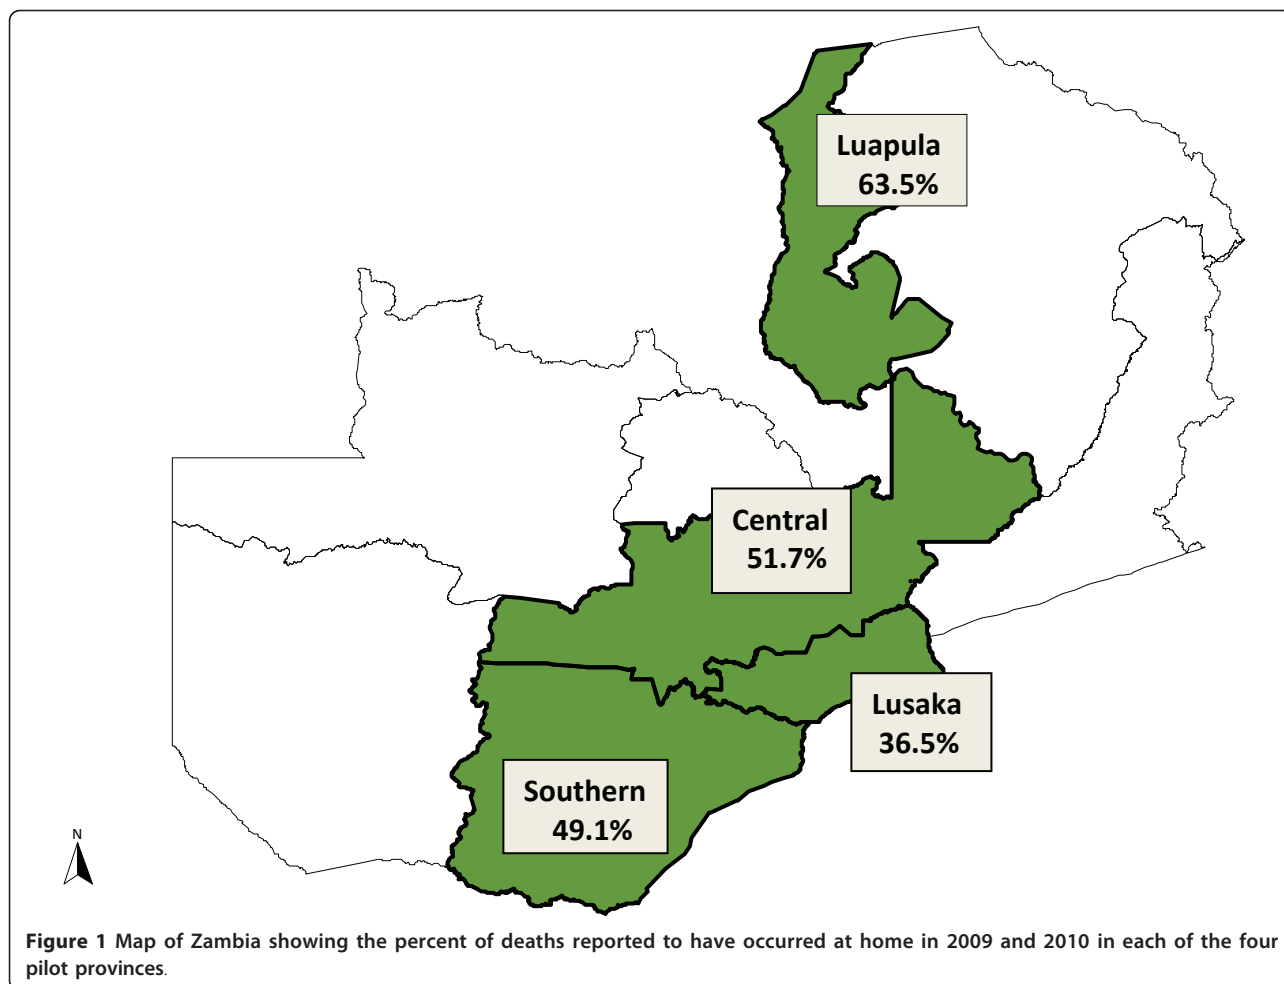 Luapula
63.5%
Central
51.7%
Lusaka
36.5%
Southern
49.1%
N
Figure 1 Map of Zambia showing the percent of deaths reported to have occurred at home in 2009 and 2010 in each of the four
pilot provinces.